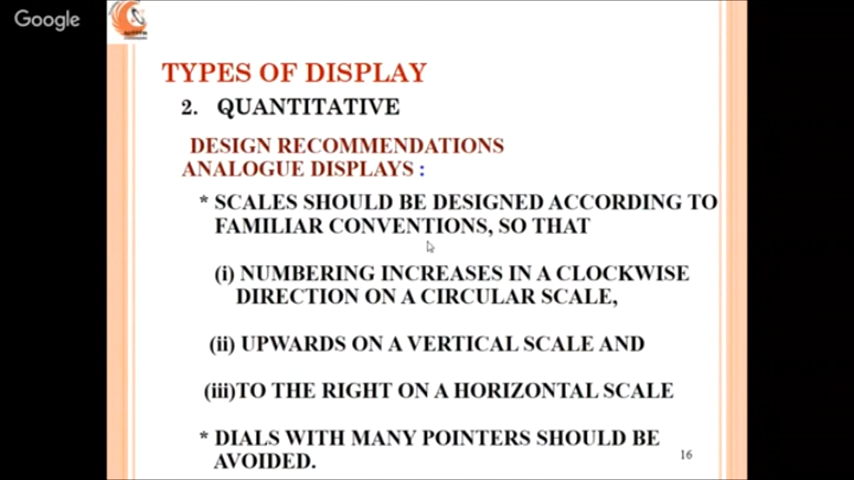 Google
TYPES OF DISPLAY
2. QUANTITATIVE
DESIGN RECOMMENDATIONS
ANALOGUE DISPLAYS :
* SCALES SHOULD BE DESIGNED ACCORDING TO
FAMILIAR CONVENTIONS, SO THAT
(i) NUMBERING INCREASES IN A CLOCKWISE
DIRECTION ON A CIRCULAR SCALE,
(ii) UPWARDS ON A VERTICAL SCALE AND
(iii)TO THE RIGHT ON A HORIZONTAL SCALE
* DIALS WITH MANY POINTERS SHOULD BE
AVOIDED.
16